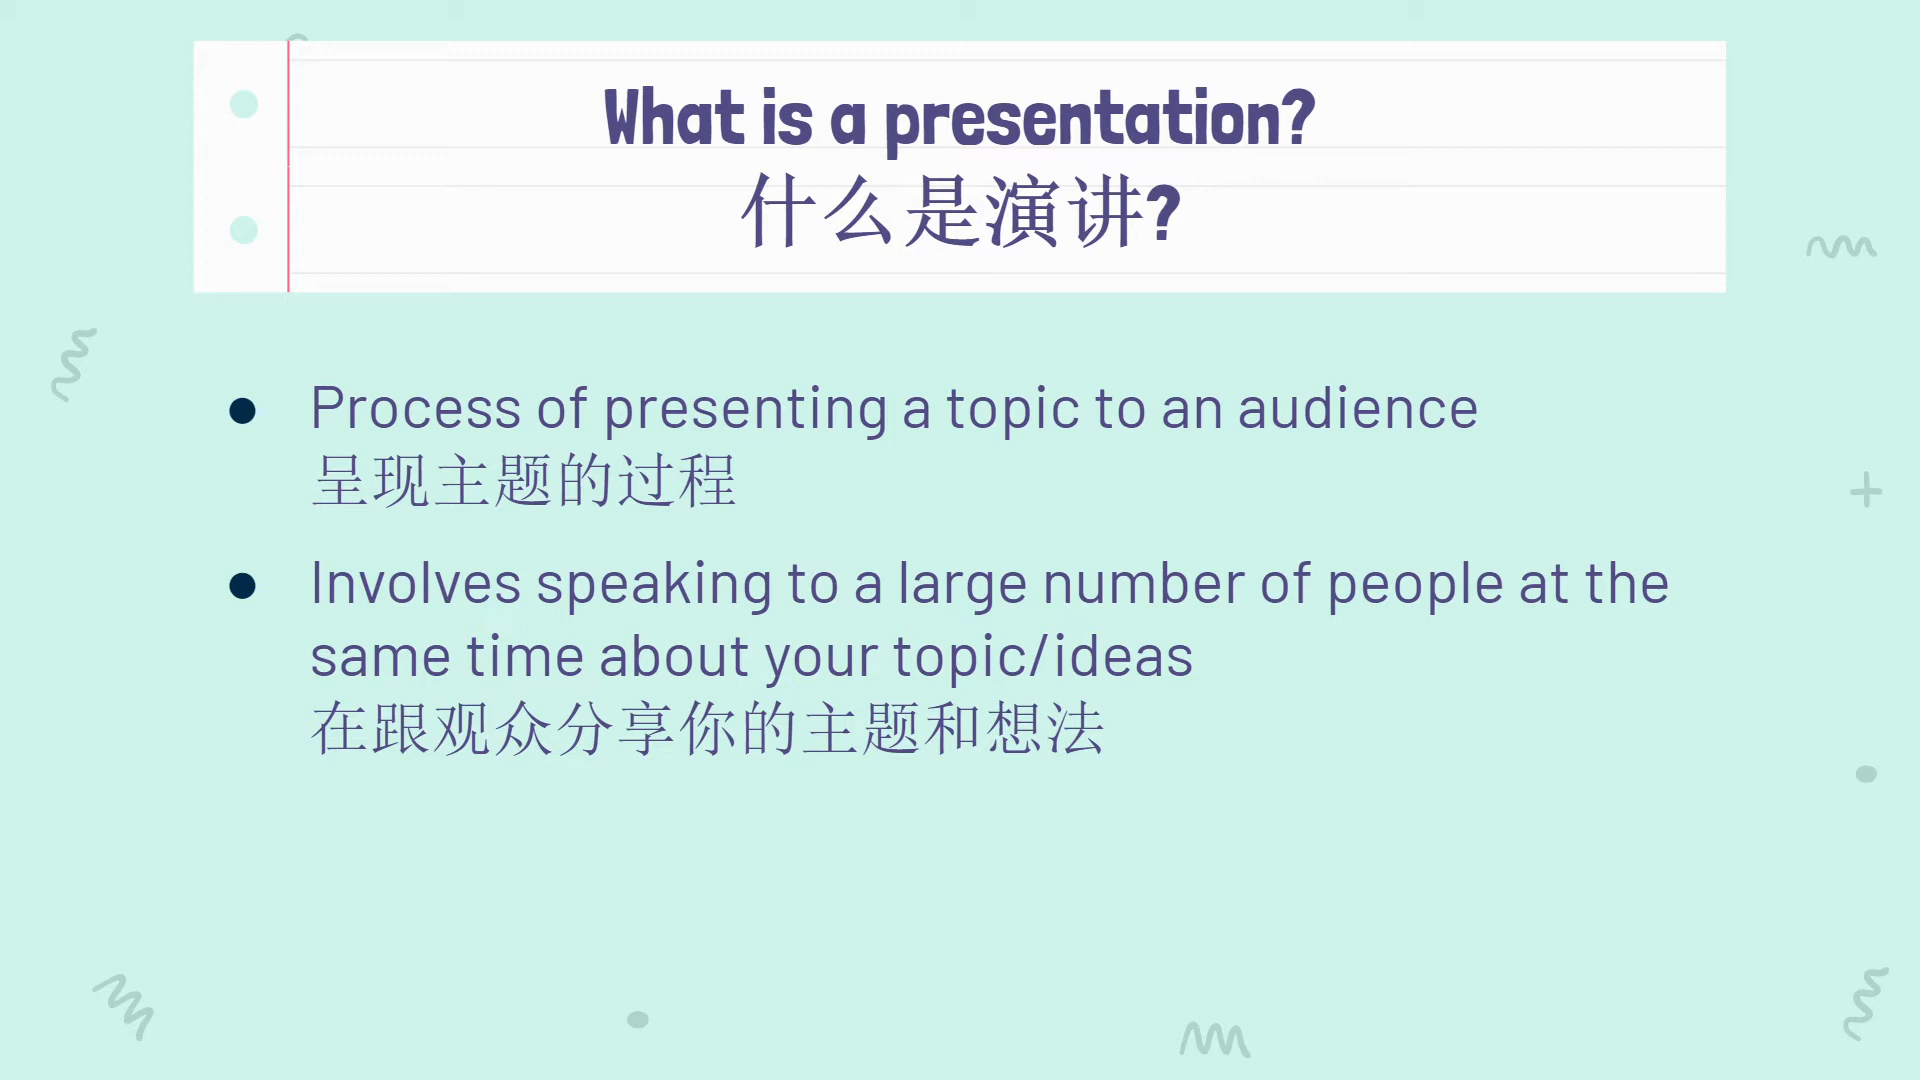 What is a presentation?
什么是演讲?
Process of presenting a topic to an audience
呈现主题的过程
Involves speaking to a large number of people at the
same time about your topic/ideas
在跟观众分享你的主题和想法